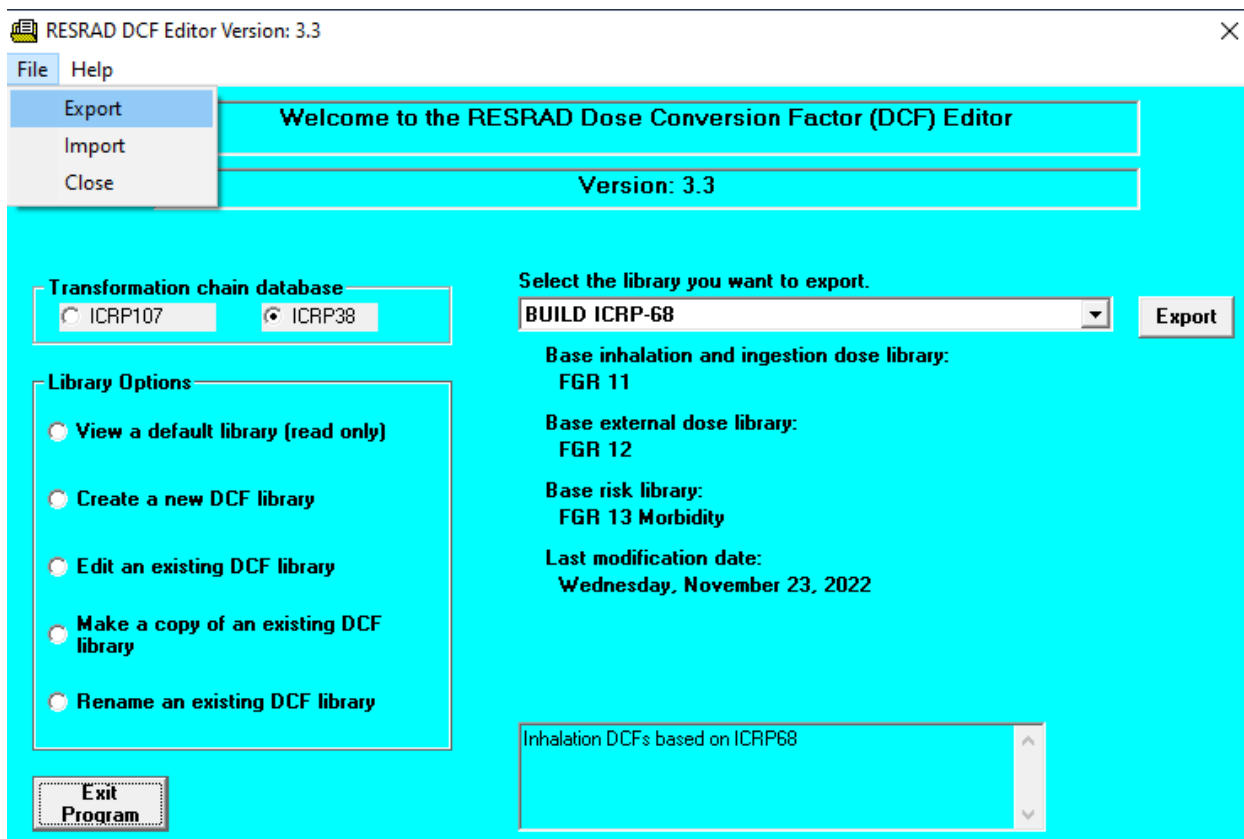 RESRAD DCF Editor Version: 3.3
File Help
Export
Import
Close
Welcome to the RESRAD Dose Conversion Factor (DCF) Editor
Version: 3.3
Transformation chain database
ICRP107 ICRP38
Library Options
View a default library (read only)
Create a new DCF library
Edit an existing DCF library
Make a copy of an existing DCF
library
Rename an existing DCF library
Exit
Program
Select the library you want to export.
BUILD ICRP-68
Export
Base inhalation and ingestion dose library:
FGR 11
Base external dose library:
FGR 12
Base risk library:
FGR 13 Morbidity
Last modification date:
Wednesday, November 23, 2022
Inhalation DCFs based on ICRP68